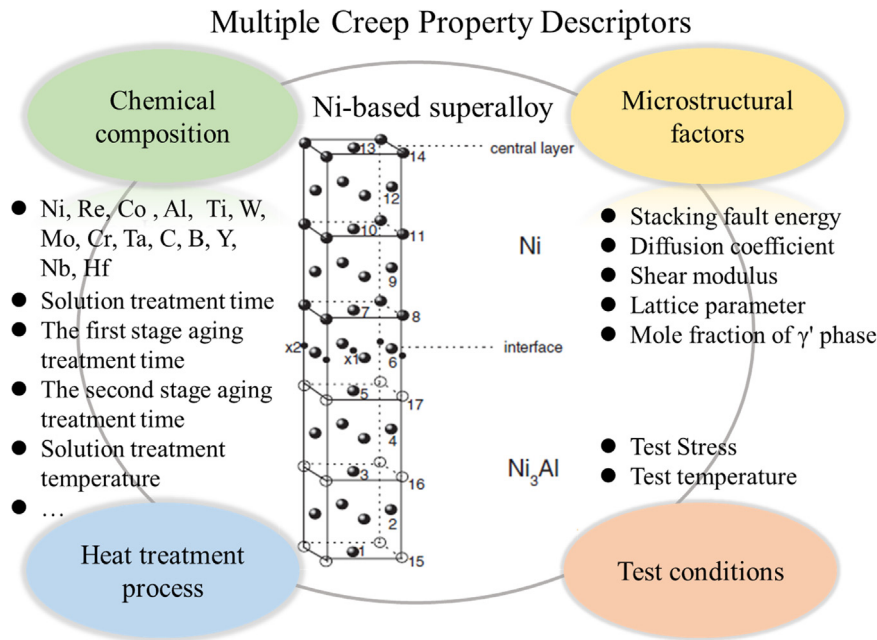 Multiple Creep Property Descriptors
Chemical
composition
Ni-based superalloy
Microstructural
factors
● Ni, Re, Co , Al, Ti, W,
Mo, Cr, Ta, C, B, Y,
Nb, Hf
● Solution treatment time
● The first stage aging
treatment time
● The second stage aging
treatment time
● Solution treatment
temperature
● …
13
14
central layer
12
10
11
Ni
9
7
8
x2
x1
6
interface
5
17
4
3
16
Ni₃Al
2
1
15
● Stacking fault energy
● Diffusion coefficient
● Shear modulus
● Lattice parameter
● Mole fraction of γ' phase
● Test Stress
● Test temperature
Heat treatment
process
Test conditions